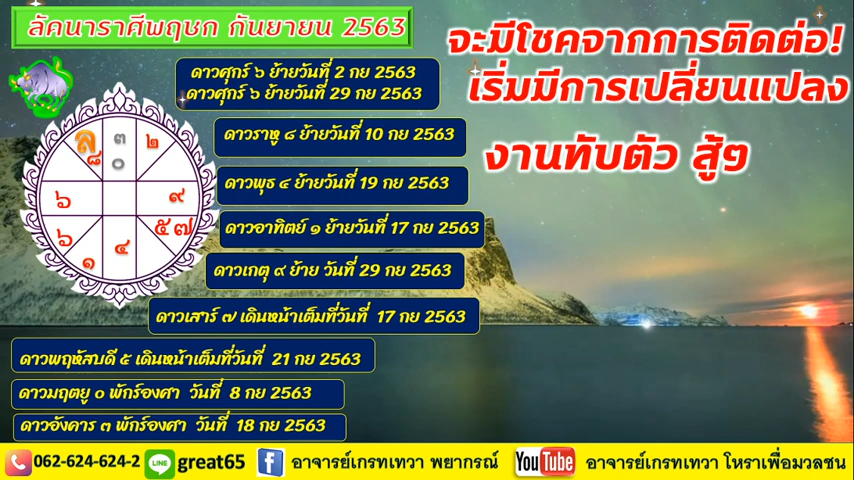 ลัคนาราศีพฤษก กันยายน 2563
จะมีโชคจากการติดต่อ!
เริ่มมีการเปลี่ยนแปลง
งานทับตัว สู้ๆ
ดาวศุกร์ ๖ ย้ายวันที่ 2 กย 2563
ดาวศุกร์ ๖ ย้ายวันที่ 29 กย 2563
ดาวราหู ๘ ย้ายวันที่ 10 กย 2563
ดาวพุธ ๔ ย้ายวันที่ 19 กย 2563
ดาวอาทิตย์ ๑ ย้ายวันที่ 17 กย 2563
ดาวเกตุ ๙ ย้าย วันที่ 29 กย 2563
ดาวเสาร์ ๗ เดินหน้าเต็มที่วันที่ 17 กย 2563
ดาวพฤหัสบดี ๕ เดินหน้าเต็มที่วันที่ 21 กย 2563
ดาวมฤตยู ๐ พักร์องศา วันที่ 8 กย 2563
ดาวอังคาร ๓ พักร์องศา วันที่ 18 กย 2563
ล ๓ ๒
๘ ๐
๖ ๙
๖ ๕ ๗
๑ ๔
062-624-624-2 LINE great65 f อาจารย์เกรทเทวา พยากรณ์ YouTube อาจารย์เกรทเทวา โหราเพื่อมวลชน